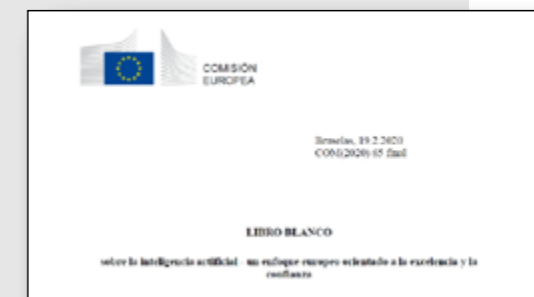 COMISIÓN
EUROPEA
Bruselas, 19.2.2020
COM(2020) 65 final
LIBRO BLANCO
sobre la inteligencia artificial - un enfoque europeo orientado a la excelencia y la
confianza